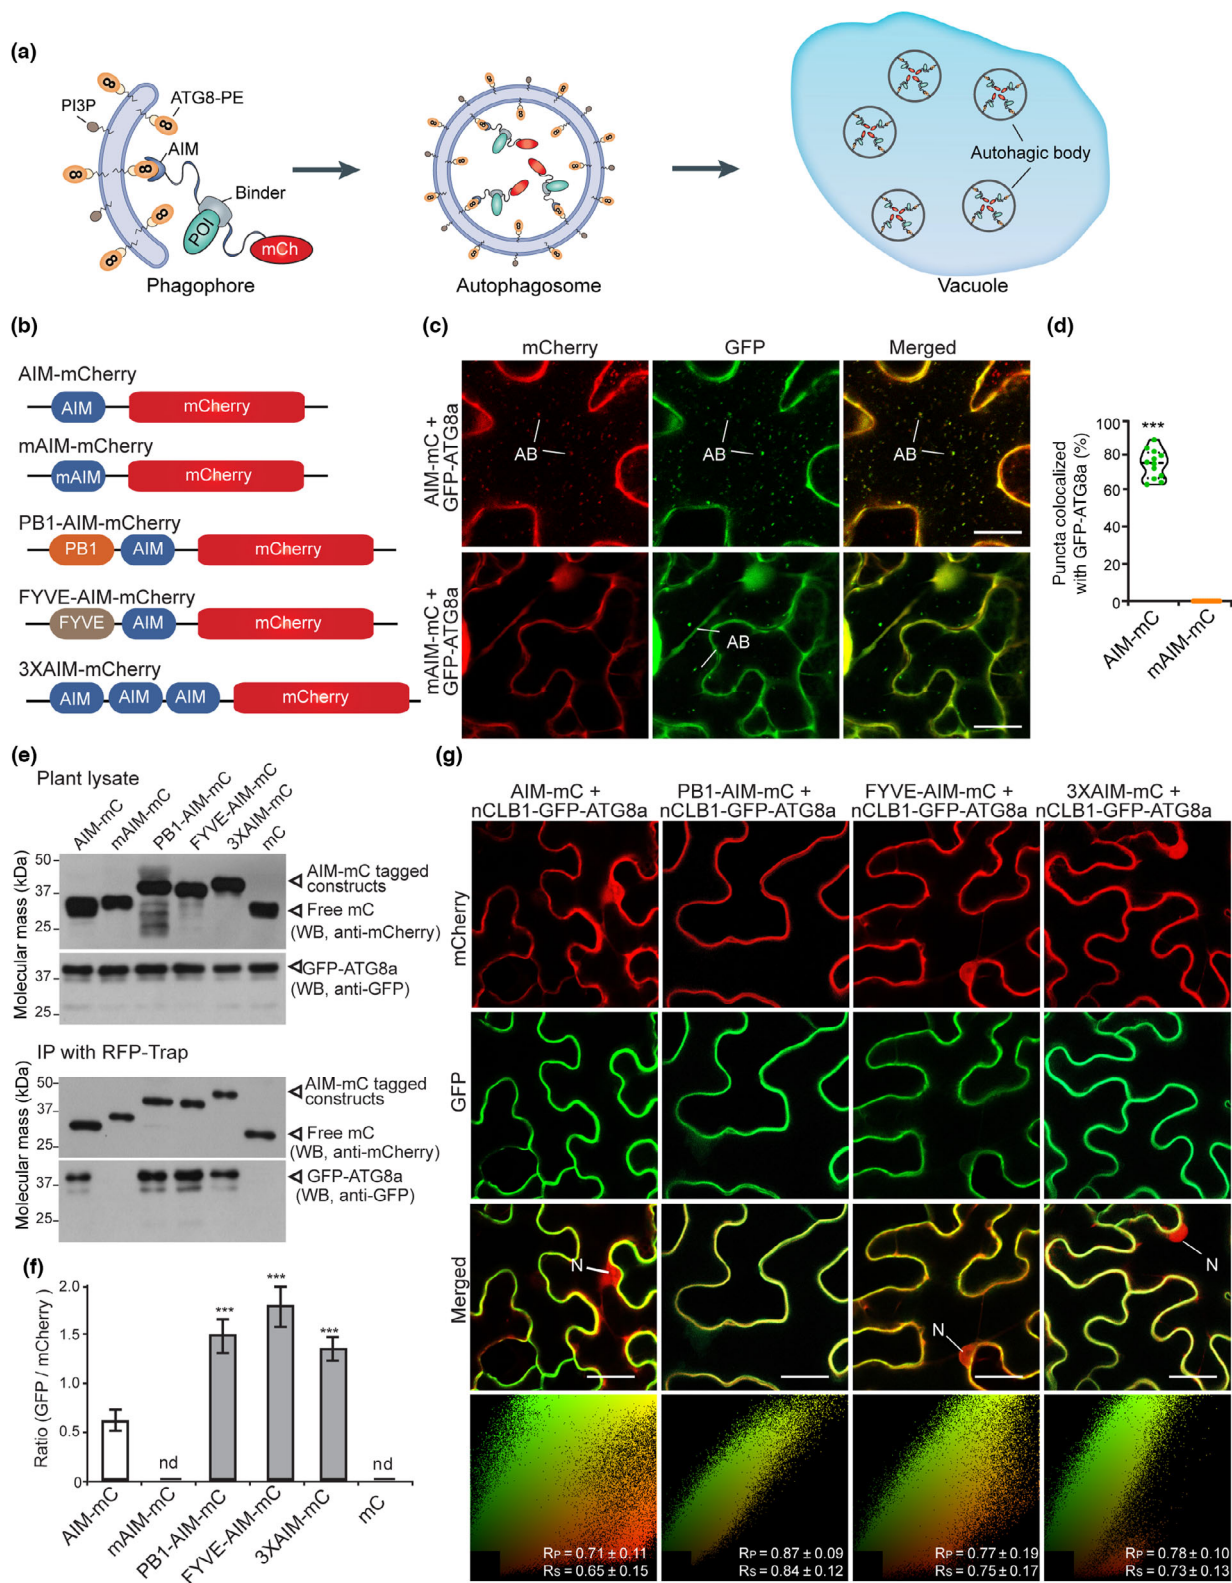 (a)
PI3P
ATG8-PE
8
8
8
8
8
AIM
Binder
POI
mCh
Phagophore
Autophagosome
Autohagic body
Vacuole
(b)
AIM-mCherry
AIM
mCherry
mAIM-mCherry
mAIM
mCherry
PB1-AIM-mCherry
PB1
AIM
mCherry
FYVE-AIM-mCherry
FYVE
AIM
mCherry
3XAIM-mCherry
AIM
AIM
AIM
mCherry
(c)
mCherry
GFP
Merged
AIM-mC +
GFP-ATG8a
AB
AB
AB
mAIM-mC +
GFP-ATG8a
AB
(d)
Puncta colocalized
with GFP-ATG8a (%)
100
80
60
40
20
0
***
AIM-mC
mAIM-mC
(e)
Plant lysate
AIM-mC
mAIM-mC
PB1-AIM-mC
FYVE-AIM-mC
3XAIM-mC
mC
Molecular mass (kDa)
50
37
25
AIM-mC tagged
constructs
Free mC
(WB, anti-mCherry)
Molecular mass (kDa)
37
25
GFP-ATG8a
(WB, anti-GFP)
IP with RFP-Trap
Molecular mass (kDa)
50
37
25
AIM-mC tagged
constructs
Free mC
(WB, anti-mCherry)
37
25
GFP-ATG8a
(WB, anti-GFP)
(f)
Ratio (GFP / mCherry )
2.0
1.5
1.0
0.5
0
nd
***
***
***
nd
AIM-mC
mAIM-mC
PB1-AIM-mC
FYVE-AIM-mC
3XAIM-mC
mC
(g)
AIM-mC +
nCLB1-GFP-ATG8a
PB1-AIM-mC +
nCLB1-GFP-ATG8a
FYVE-AIM-mC +
nCLB1-GFP-ATG8a
3XAIM-mC +
nCLB1-GFP-ATG8a
mCherry
GFP
Merged
N
N
N
RP = 0.71 ± 0.11
RS = 0.65 ± 0.15
RP = 0.87 ± 0.09
RS = 0.84 ± 0.12
RP = 0.77 ± 0.19
RS = 0.75 ± 0.17
RP = 0.78 ± 0.10
RS = 0.73 ± 0.13